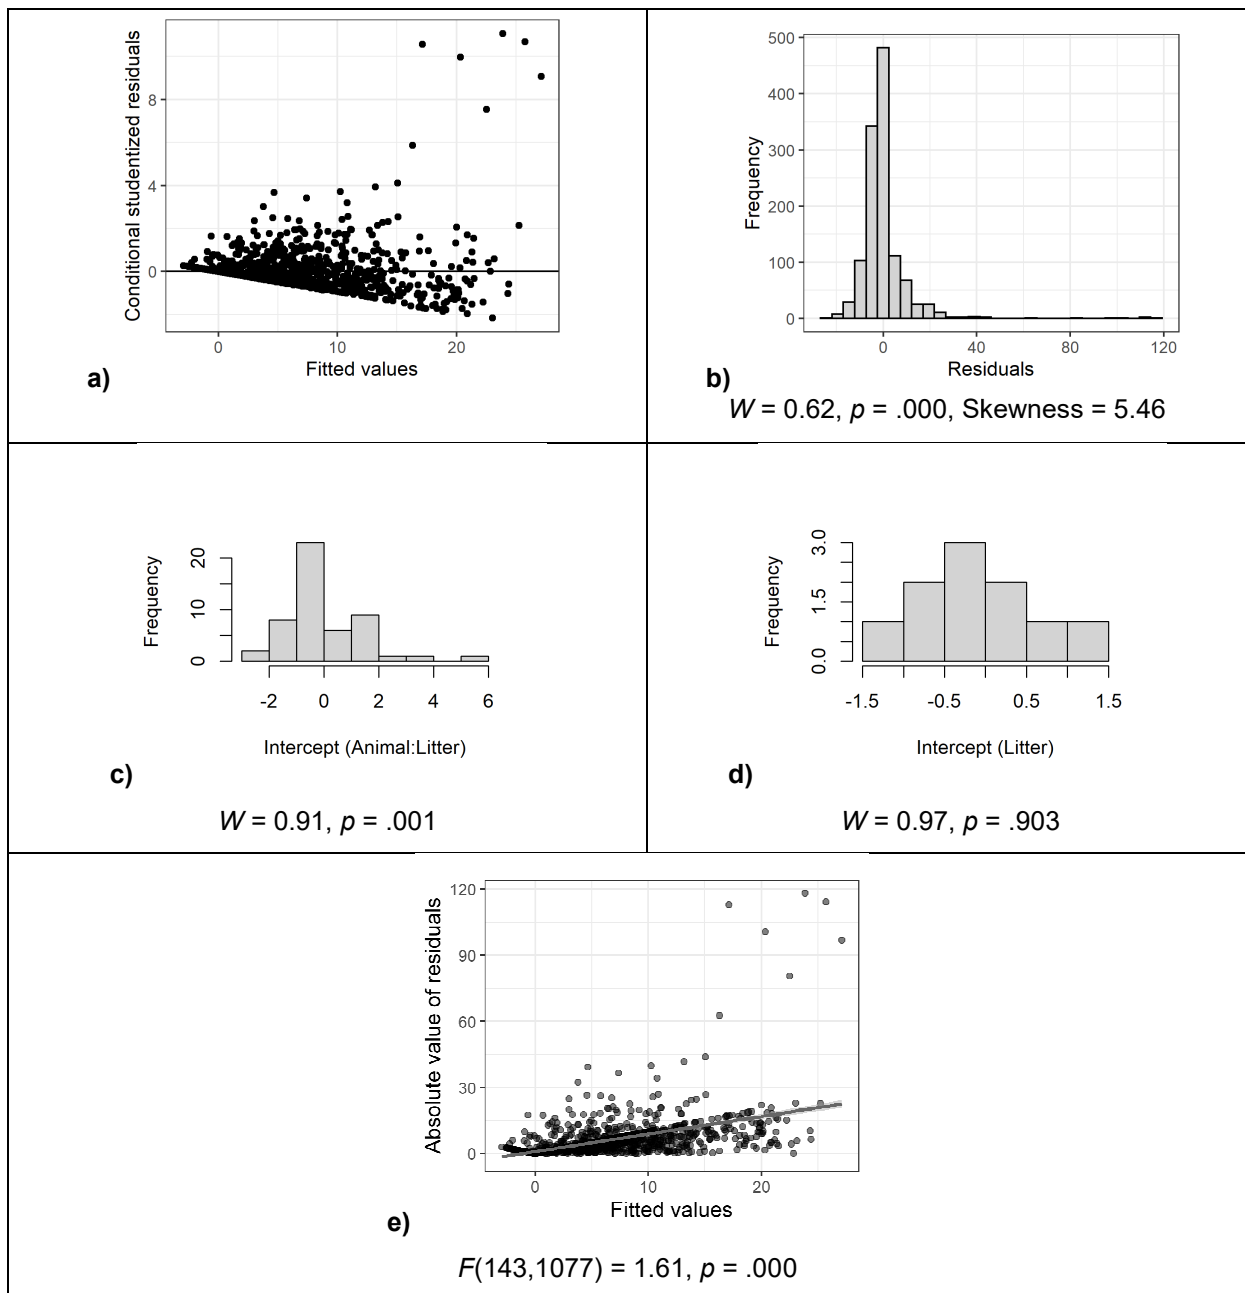 Conditional studentized residuals
8
4
0
0 10 20
Fitted values
a)
Frequency
500
400
300
200
100
0
0 40 80 120
Residuals
b)
W = 0.62, p = .000, Skewness = 5.46
Frequency
20
10
0
-2 0 2 4 6
Intercept (Animal:Litter)
c)
W = 0.91, p = .001
Frequency
3.0
1.5
0.0
-1.5 -0.5 0.5 1.5
Intercept (Litter)
d)
W = 0.97, p = .903
Absolute value of residuals
120
90
60
30
0
0 10 20
Fitted values
e)
F(143,1077) = 1.61, p = .000